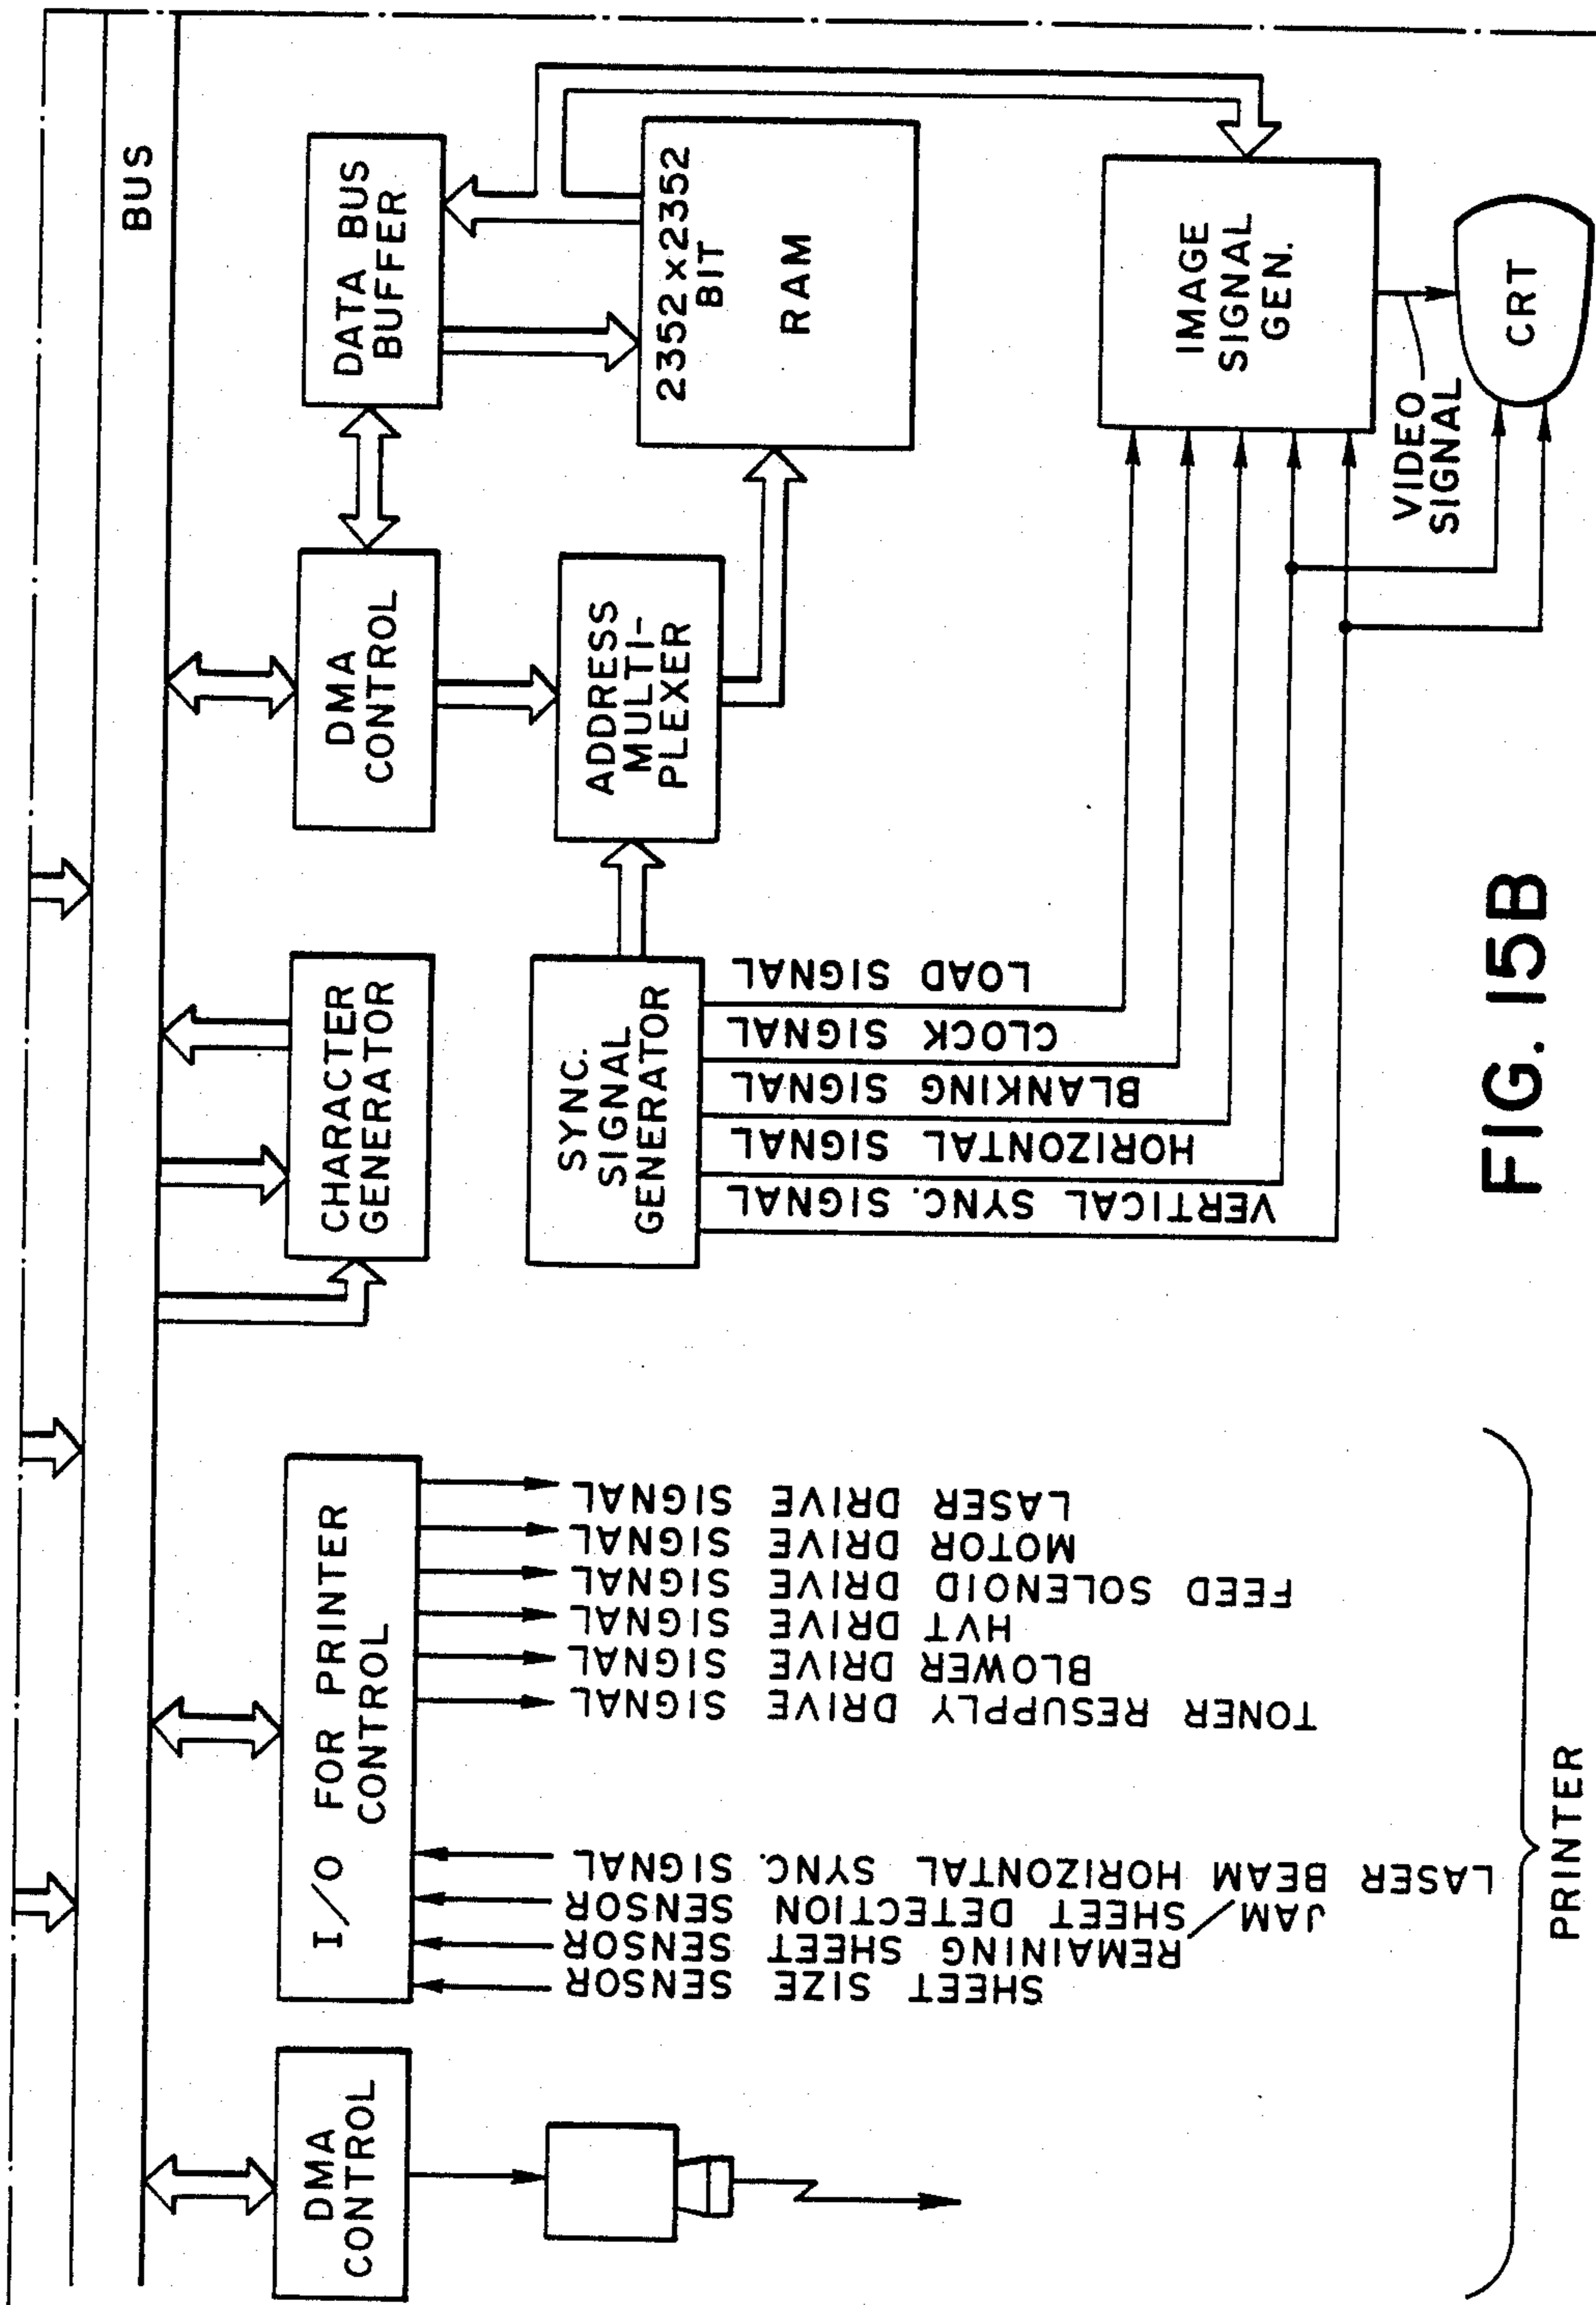 BUS
DMA
CONTROL
I/O FOR PRINTER
CONTROL
CHARACTER
GENERATOR
DMA
CONTROL
DATA BUS
BUFFER
SYNC.
SIGNAL
GENERATOR
ADDRESS
MULTI-
PLEXER
2352 x 2352
BIT
RAM
SHEET SIZE SENSOR
REMAINING SHEET SENSOR
JAM/SHEET DETECTION SENSOR
LASER BEAM HORIZONTAL SYNC. SIGNAL
TONER RESUPPLY DRIVE SIGNAL
BLOWER DRIVE SIGNAL
HVT DRIVE SIGNAL
FEED SOLENOID DRIVE SIGNAL
MOTOR DRIVE SIGNAL
LASER DRIVE SIGNAL
VERTICAL SYNC. SIGNAL
HORIZONTAL SIGNAL
BLANKING SIGNAL
CLOCK SIGNAL
LOAD SIGNAL
IMAGE
SIGNAL
GEN.
VIDEO
SIGNAL
CRT
PRINTER
FIG. 15B